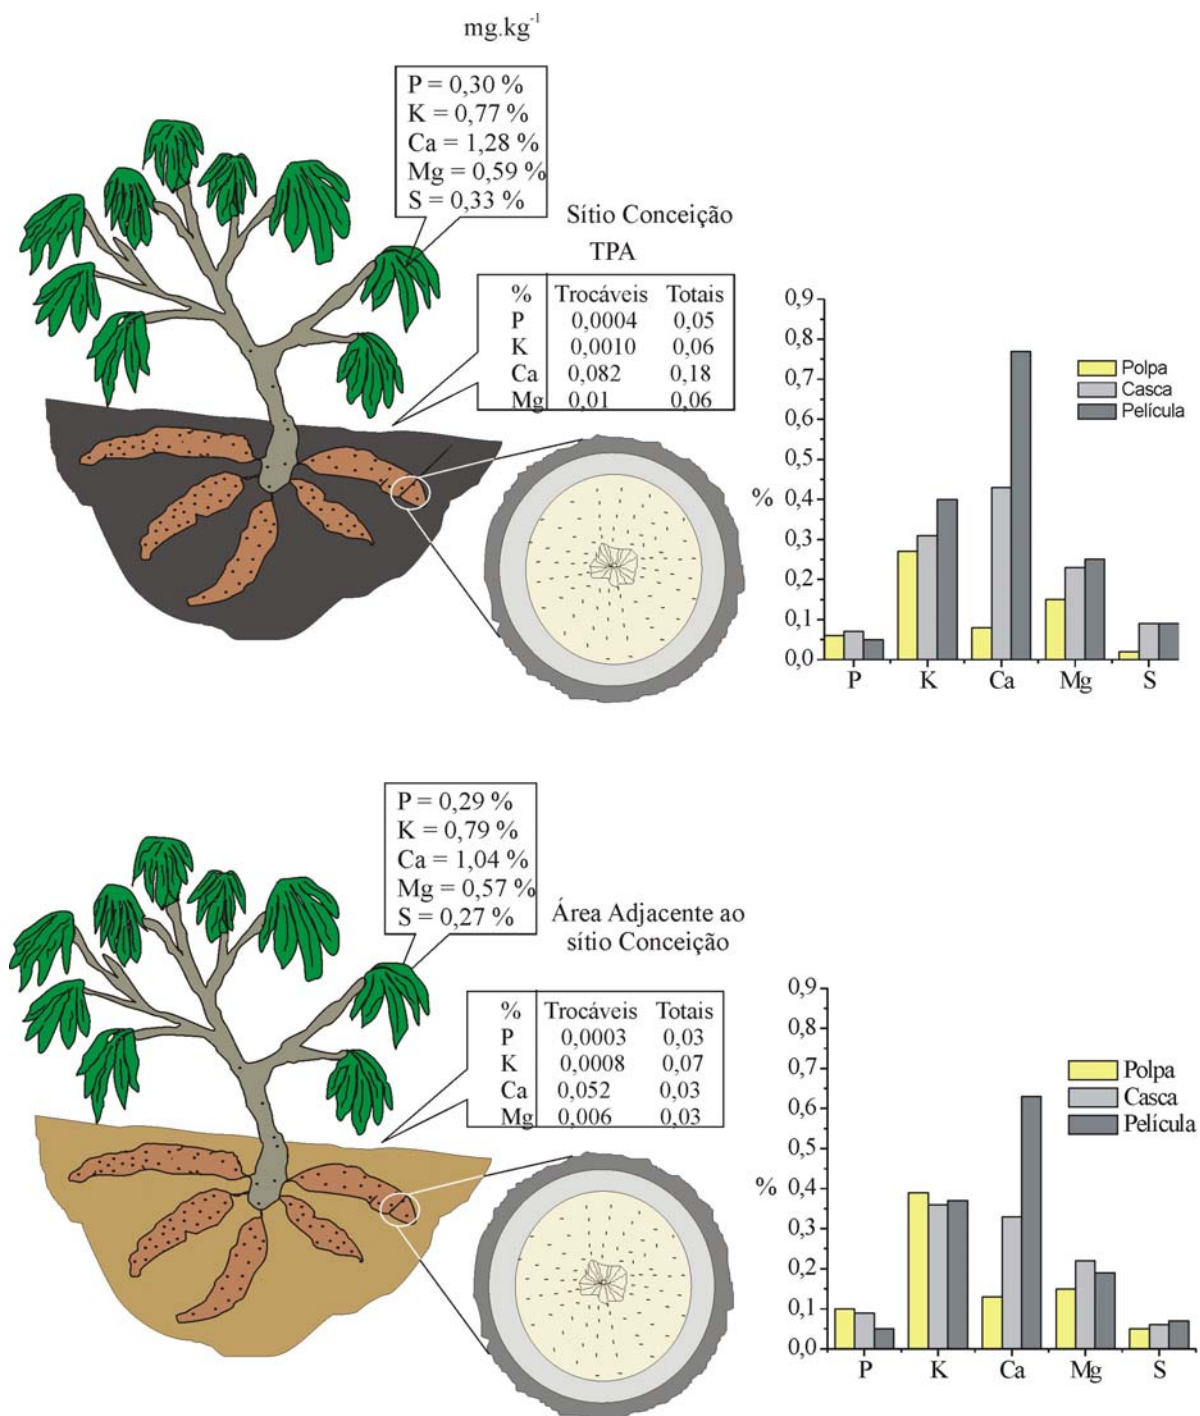 mg.kg⁻¹
P = 0,30 %
K = 0,77 %
Ca = 1,28 %
Mg = 0,59 %
S = 0,33 %
Sítio Conceição
TPA
% Trocáveis Totais
P 0,0004 0,05
K 0,0010 0,06
Ca 0,082 0,18
Mg 0,01 0,06
0,9
0,8
0,7
0,6
0,5
0,4
0,3
0,2
0,1
0,0
%
Polpa
Casca
Película
P K Ca Mg S
P = 0,29 %
K = 0,79 %
Ca = 1,04 %
Mg = 0,57 %
S = 0,27 %
Área Adjacente ao
sítio Conceição
% Trocáveis Totais
P 0,0003 0,03
K 0,0008 0,07
Ca 0,052 0,03
Mg 0,006 0,03
0,9
0,8
0,7
0,6
0,5
0,4
0,3
0,2
0,1
0,0
%
Polpa
Casca
Película
P K Ca Mg S